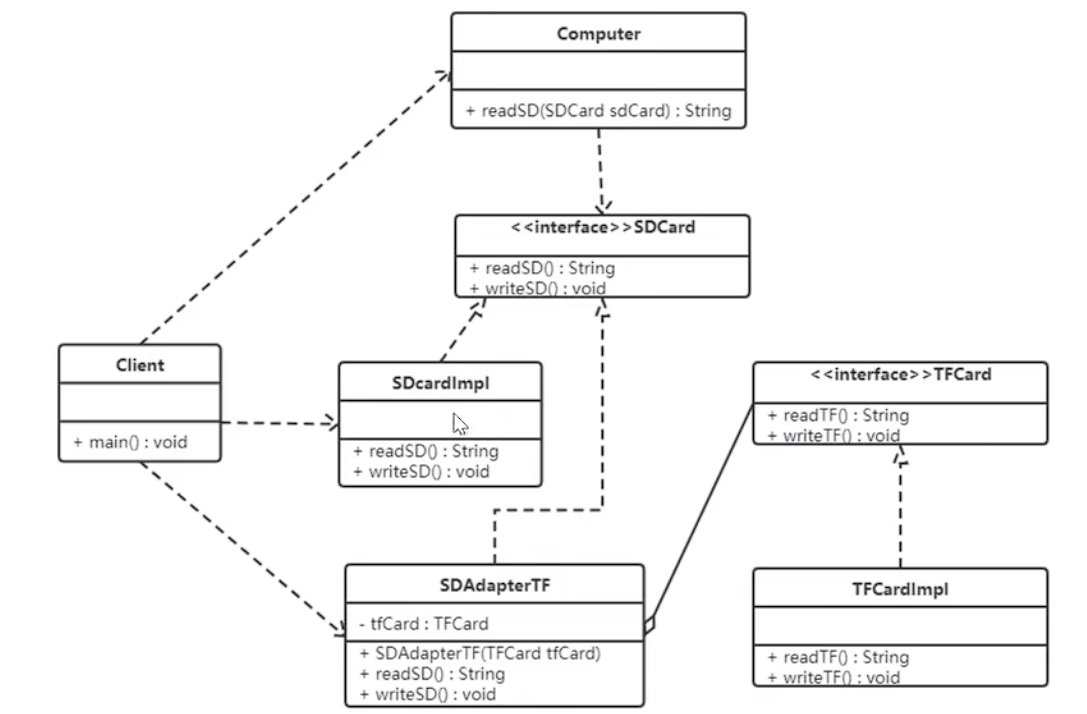 Computer
+ readSD(SDCard sdCard) : String
<<interface>>SDCard
+ readSD() : String
+ writeSD() : void
Client
+ main() : void
SDcardImpl
+ readSD() : String
+ writeSD() : void
<<interface>>TFCard
+ readTF() : String
+ writeTF() : void
SDAdapterTF
- tfCard : TFCard
+ SDAdapterTF(TFCard tfCard)
+ readSD() : String
+ writeSD() : void
TFCardImpl
+ readTF() : String
+ writeTF() : void